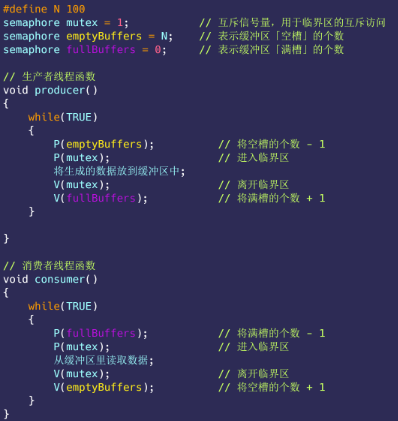 #define N 100
semaphore mutex = 1; // 互斥信号量，用于临界区的互斥访问
semaphore emptyBuffers = N; // 表示缓冲区「空槽」的个数
semaphore fullBuffers = 0; // 表示缓冲区「满槽」的个数
// 生产者线程函数
void producer()
{
while(TRUE)
{
P(emptyBuffers); // 将空槽的个数 - 1
P(mutex); // 进入临界区
将生成的数据放到缓冲区中;
V(mutex); // 离开临界区
V(fullBuffers); // 将满槽的个数 + 1
}
}
// 消费者线程函数
void consumer()
{
while(TRUE)
{
P(fullBuffers); // 将满槽的个数 - 1
P(mutex); // 进入临界区
从缓冲区里读取数据;
V(mutex); // 离开临界区
V(emptyBuffers); // 将空槽的个数 + 1
}
}